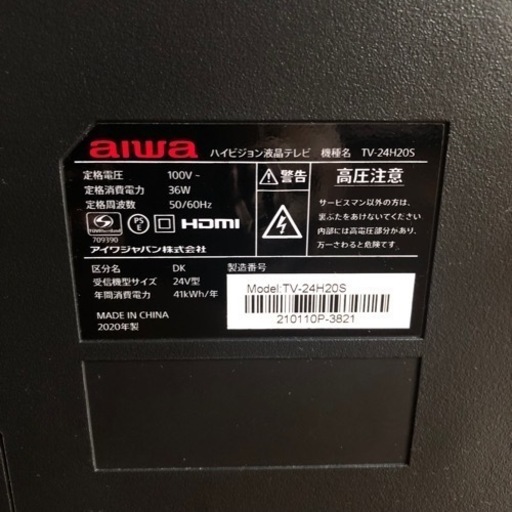 aiwa ハイビジョン液晶テレビ 機種名 TV-24H20S
定格電圧 100V~
定格消費電力 36W
定格周波数 50/60Hz
PSE HDMI
709390
アイワジャパン株式会社
警告 高圧注意
サービスマン以外の方は、
裏ぶたをあけないでください
内部には高電圧部分があり、
万一さわると危険です。
区分名 DK
受信機型サイズ 24V型
年間消費電力 41kWh/年
MADE IN CHINA
2020年製
製造番号
Model:TV-24H20S
210110P-3821